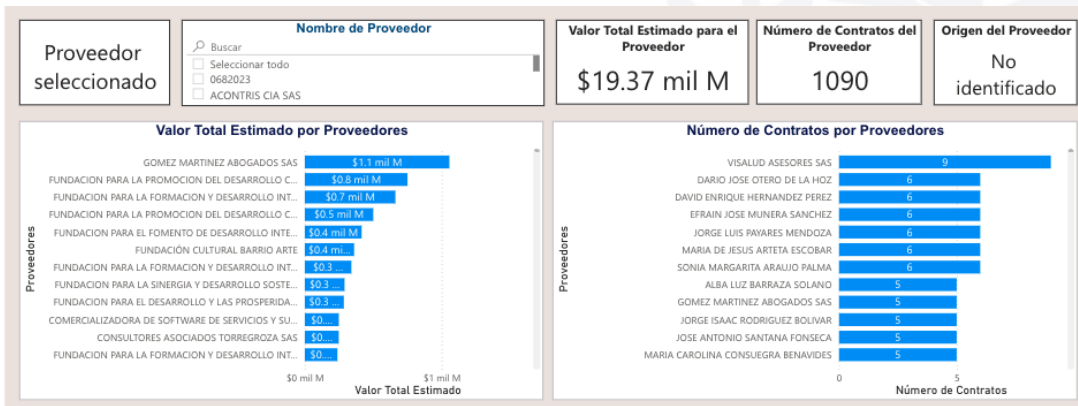 Proveedor
seleccionado
Nombre de Proveedor
Buscar
Seleccionar todo
0682023
ACONTRIS CIA SAS
Valor Total Estimado para el
Proveedor
$19.37 mil M
Número de Contratos del
Proveedor
1090
Origen del Proveedor
No
identificado
Valor Total Estimado por Proveedores
Proveedores
GOMEZ MARTINEZ ABOGADOS SAS $1.1 mil M
FUNDACION PARA LA PROMOCION DEL DESARROLLO C... $0.8 mil M
FUNDACION PARA LA FORMACION Y DESARROLLO INT... $0.7 mil M
FUNDACION PARA LA PROMOCION DEL DESARROLLO C... $0.5 mil M
FUNDACION PARA EL FOMENTO DE DESARROLLO INTE... $0.4 mil M
FUNDACIÓN CULTURAL BARRIO ARTE $0.4 mi...
FUNDACION PARA LA FORMACION Y DESARROLLO INT... $0.3 ...
FUNDACION PARA LA SINERGIA Y DESARROLLO SOSTE... $0.3 ...
FUNDACION PARA EL DESARROLLO Y LAS PROSPERIDA... $0.3 ...
COMERCIALIZADORA DE SOFTWARE DE SERVICIOS Y SU... $0....
CONSULTORES ASOCIADOS TORREGROZA SAS $0....
FUNDACION PARA LA FORMACION Y DESARROLLO INT... $0....
$0 mil M $1 mil M
Valor Total Estimado
Número de Contratos por Proveedores
Proveedores
VISALUD ASESORES SAS 9
DARIO JOSE OTERO DE LA HOZ 6
DAVID ENRIQUE HERNANDEZ PEREZ 6
EFRAIN JOSE MUNERA SANCHEZ 6
JORGE LUIS PAYARES MENDOZA 6
MARIA DE JESUS ARTETA ESCOBAR 6
SONIA MARGARITA ARAUJO PALMA 6
ALBA LUZ BARRAZA SOLANO 5
GOMEZ MARTINEZ ABOGADOS SAS 5
JORGE ISAAC RODRIGUEZ BOLIVAR 5
JOSE ANTONIO SANTANA FONSECA 5
MARIA CAROLINA CONSUEGRA BENAVIDES 5
0 5
Número de Contratos